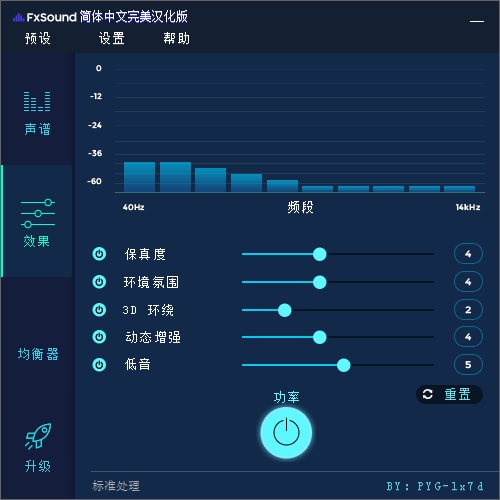 FxSound 简体中文完美汉化版
预设 设置 帮助
声谱
效果
均衡器
升级
0
-12
-24
-36
-60
40Hz 频段 14kHz
保真度 4
环境氛围 4
3D 环绕 2
动态增强 4
低音 5
功率
重置
标准处理
BY: PYG-lx7d